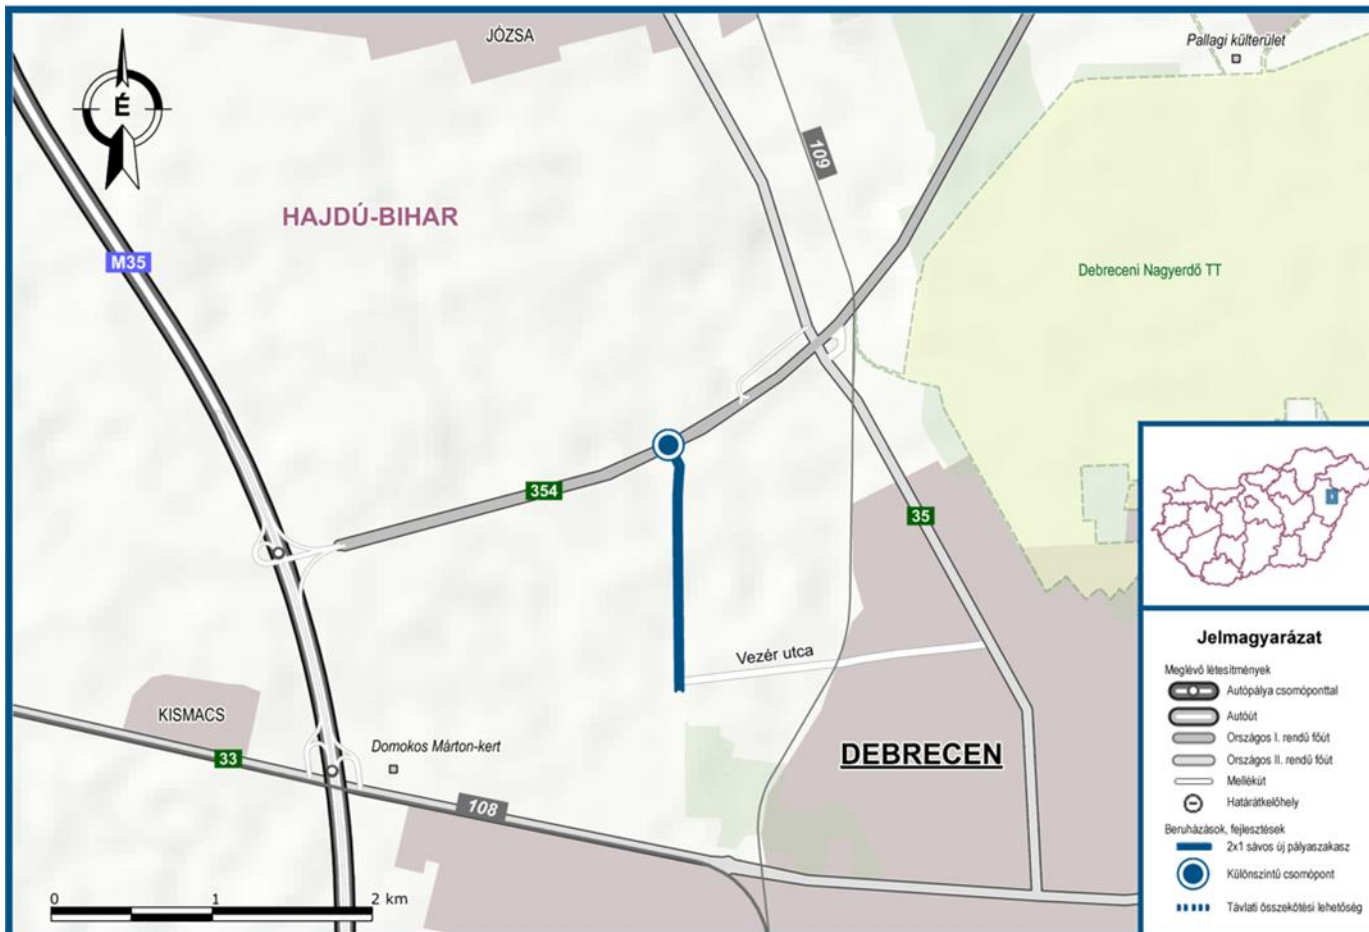 JÓZSA
Pallagi külterület
É
109
HAJDÚ-BIHAR
M35
Debreceni Nagyerdő TT
354
35
Vezér utca
KISMACS
Domokos Márton-kert
33
DEBRECEN
108
0 1 2 km
Jelmagyarázat
Meglévő létesítmények
Autópálya csomóponttal
Autóút
Országos I. rendű főút
Országos II. rendű főút
Mellékút
Határátkelőhely
Beruházások, fejlesztések
2x1 sávos új pályaszakasz
Különszintű csomópont
Távlati összekötési lehetőség